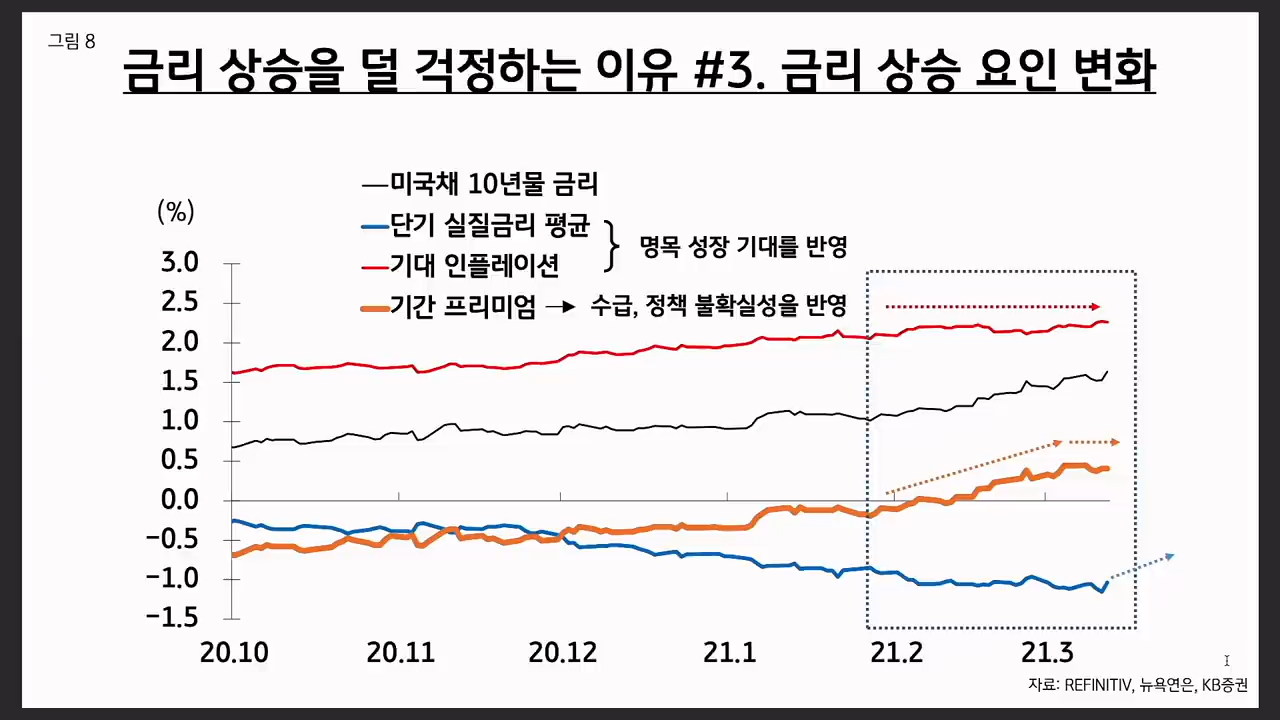 그림 8
금리 상승을 덜 걱정하는 이유 #3. 금리 상승 요인 변화
미국채 10년물 금리
(%)
단기 실질금리 평균
명목 성장 기대를 반영
기대 인플레이션
기간 프리미엄 → 수급, 정책 불확실성을 반영
3.0
2.5
2.0
1.5
1.0
0.5
0.0
−0.5
−1.0
−1.5
20.10 20.11 20.12 21.1 21.2 21.3
자료: REFINITIV, 뉴욕연은, KB증권